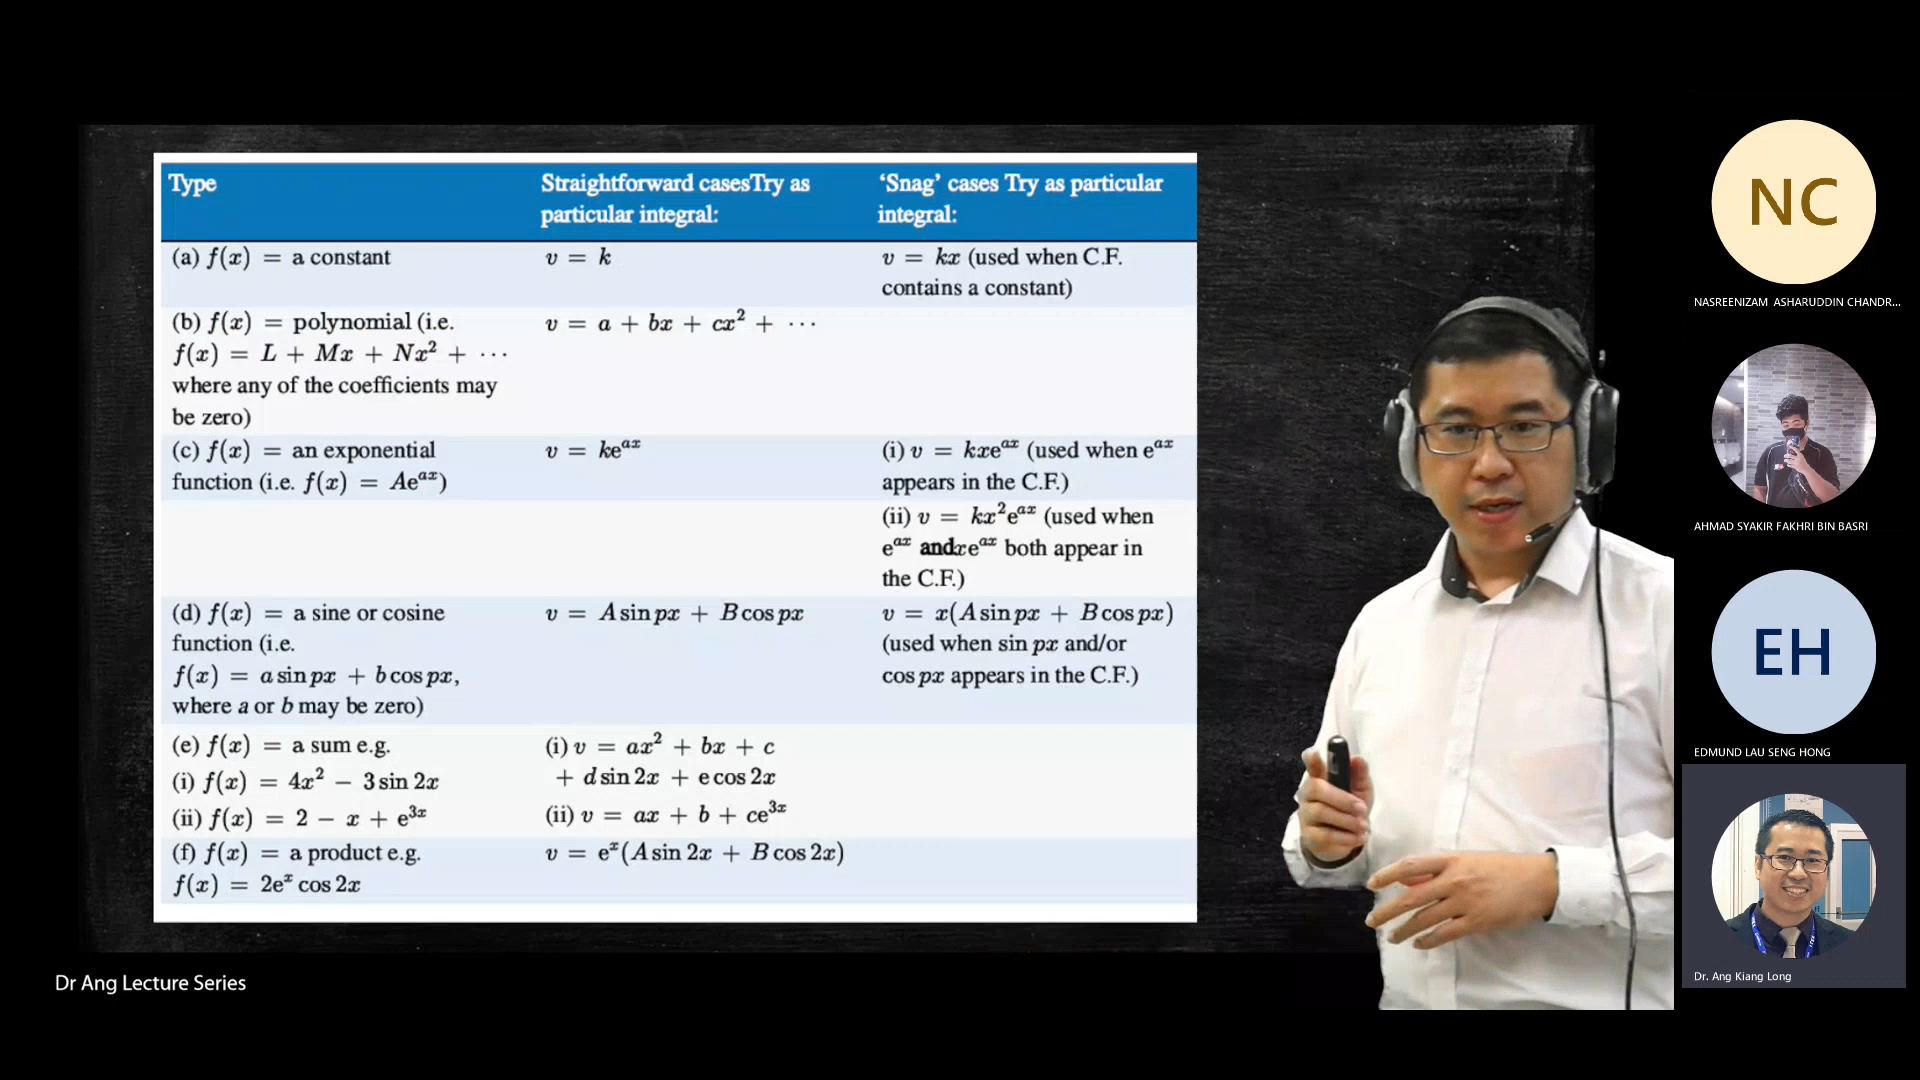 Type
Straightforward casesTry as
particular integral:
‘Snag’ cases Try as particular
integral:
(a) f(x) = a constant
v = k
v = kx (used when C.F.
contains a constant)
(b) f(x) = polynomial (i.e.
f(x) = L + Mx + Nx² + ⋯
where any of the coefficients may
be zero)
v = a + bx + cx² + ⋯
(c) f(x) = an exponential
function (i.e. f(x) = Ae^{ax})
v = ke^{ax}
(i) v = kxe^{ax} (used when e^{ax}
appears in the C.F.)
(ii) v = kx²e^{ax} (used when
e^{ax} andxe^{ax} both appear in
the C.F.)
(d) f(x) = a sine or cosine
function (i.e.
f(x) = a sin px + b cos px,
where a or b may be zero)
v = A sin px + B cos px
v = x(A sin px + B cos px)
(used when sin px and/or
cos px appears in the C.F.)
(e) f(x) = a sum e.g.
(i) f(x) = 4x² − 3 sin 2x
(ii) f(x) = 2 − x + e^{3x}
(i) v = ax² + bx + c
+ d sin 2x + e cos 2x
(ii) v = ax + b + ce^{3x}
(f) f(x) = a product e.g.
f(x) = 2e^x cos 2x
v = e^x(A sin 2x + B cos 2x)
Dr Ang Lecture Series
NC
NASREENIZAM ASHARUDDIN CHANDR...
AHMAD SYAKIR FAKHRI BIN BASRI
EH
EDMUND LAU SENG HONG
Dr. Ang Kiang Long